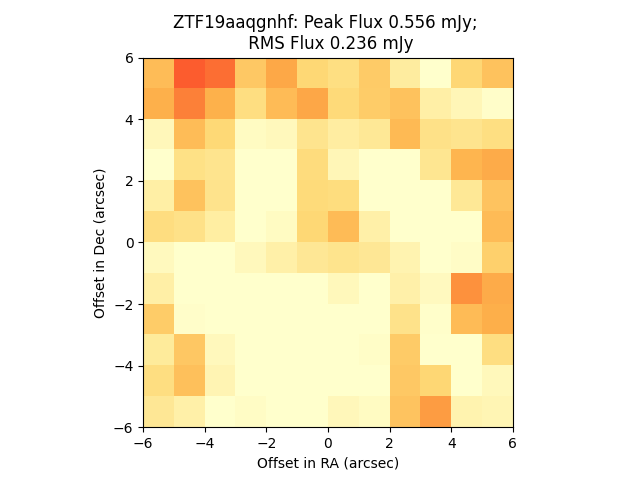 ZTF19aaqgnhf: Peak Flux 0.556 mJy;
RMS Flux 0.236 mJy
6
4
2
0
−2
−4
−6
Offset in Dec (arcsec)
−6 −4 −2 0 2 4 6
Offset in RA (arcsec)